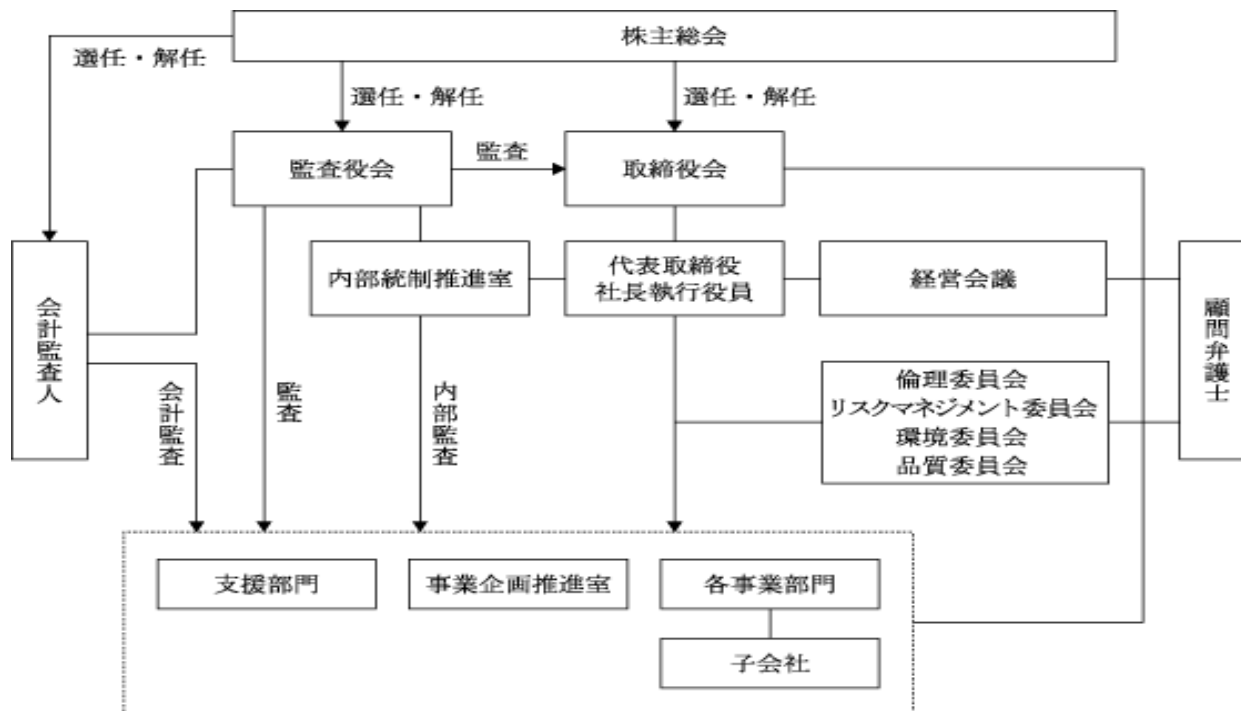 株主総会
選任・解任
選任・解任
選任・解任
監査役会
監査
取締役会
内部統制推進室
代表取締役
社長執行役員
経営会議
会計監査人
顧問弁護士
会計監査
監査
内部監査
倫理委員会
リスクマネジメント委員会
環境委員会
品質委員会
支援部門
事業企画推進室
各事業部門
子会社